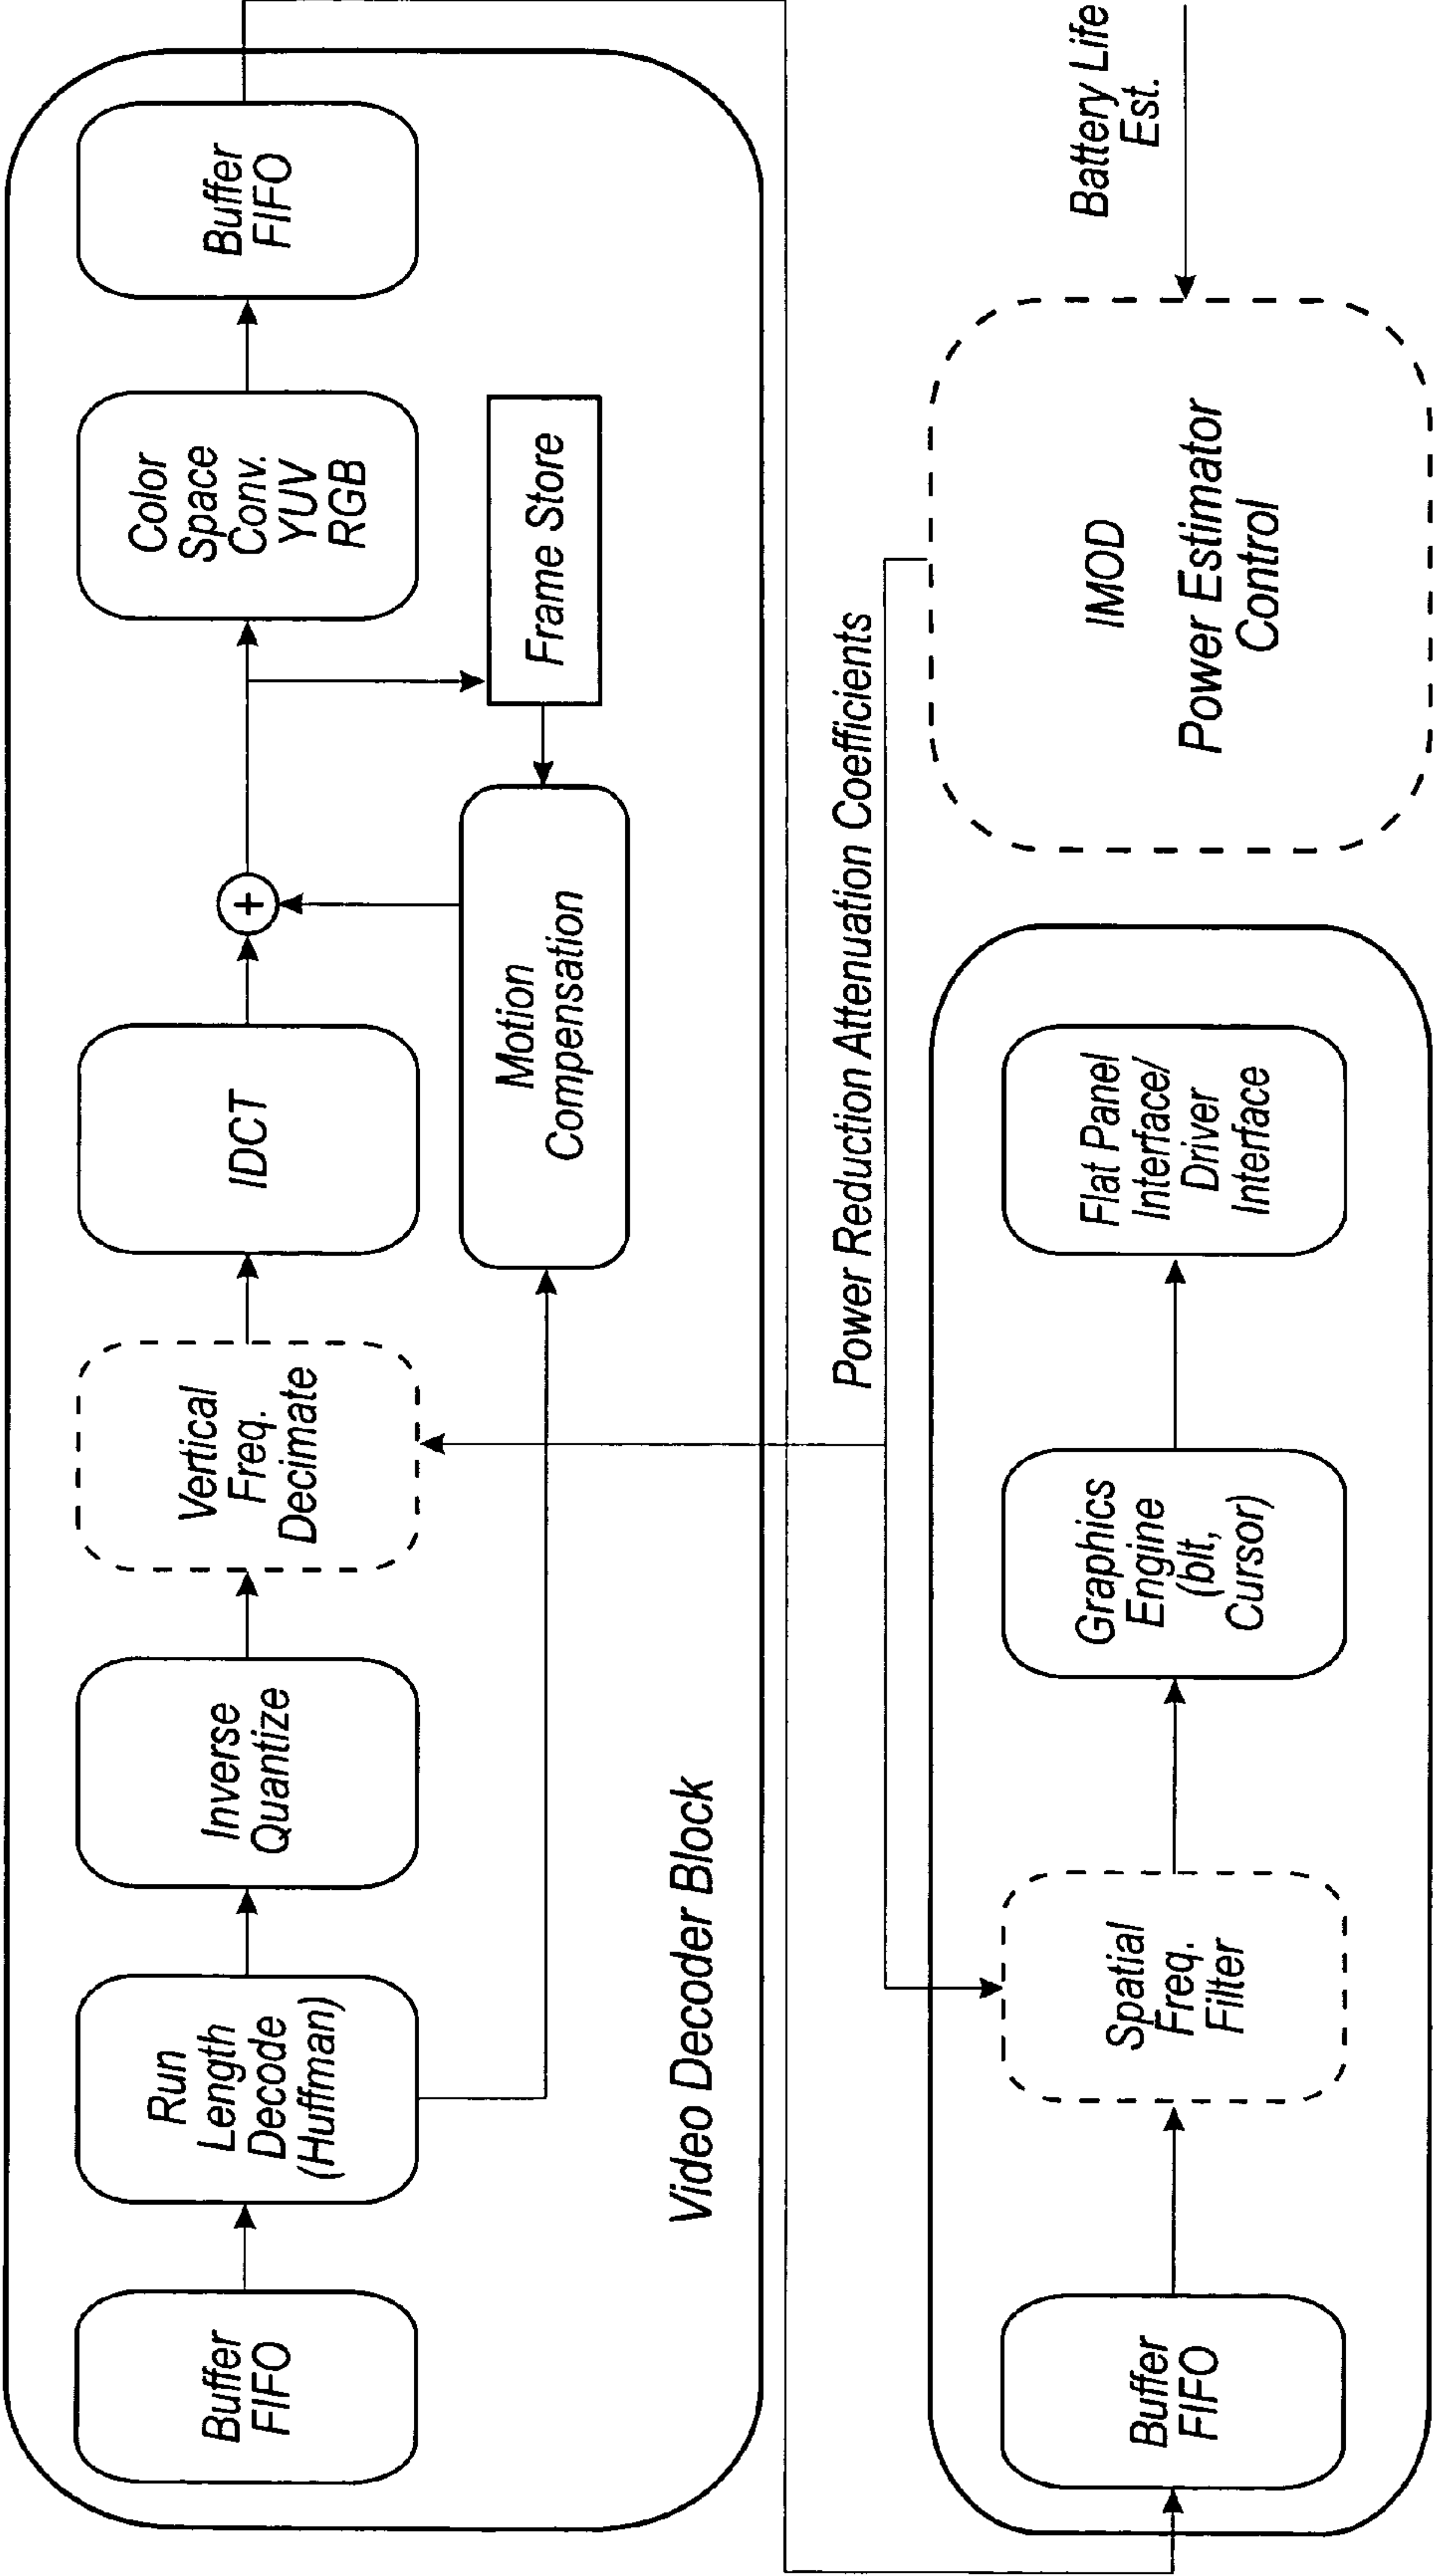 Buffer
FIFO
Run
Length
Decode
(Huffman)
Inverse
Quantize
Vertical
Freq.
Decimate
IDCT
+
Color
Space
Conv.
YUV
RGB
Buffer
FIFO
Motion
Compensation
Frame Store
Video Decoder Block
Power Reduction Attenuation Coefficients
Buffer
FIFO
Spatial
Freq.
Filter
Graphics
Engine
(blt,
Cursor)
Flat Panel
Interface/
Driver
Interface
IMOD
Power Estimator
Control
Battery Life
Est.